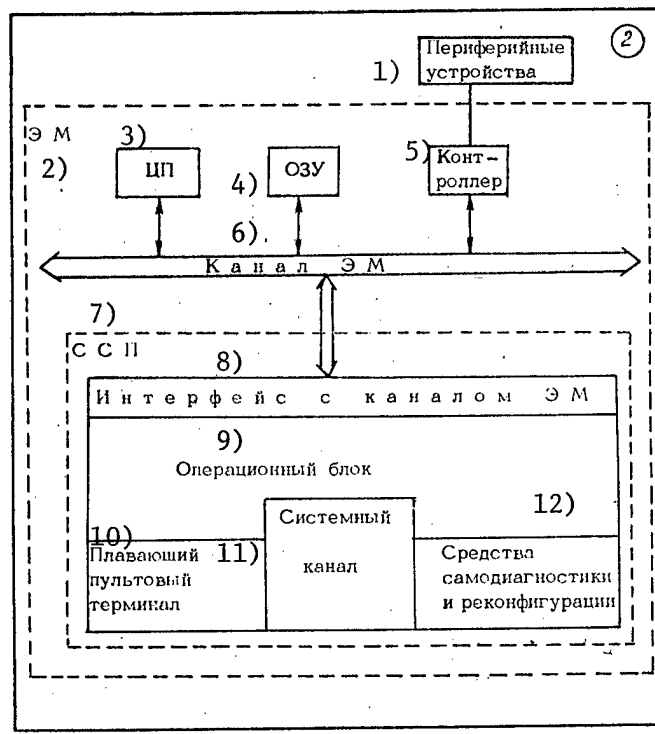 2
Периферийные
1) устройства
Э М
2)
3)
ЦП
4) ОЗУ
5) Конт-
роллер
6)
Канал ЭМ
7)
ССП
8)
Интерфейс с каналом ЭМ
9)
Операционный блок
10)
Плавающий
пультовый
терминал
11)
Системный
канал
12)
Средства
самодиагностики
и реконфигурации